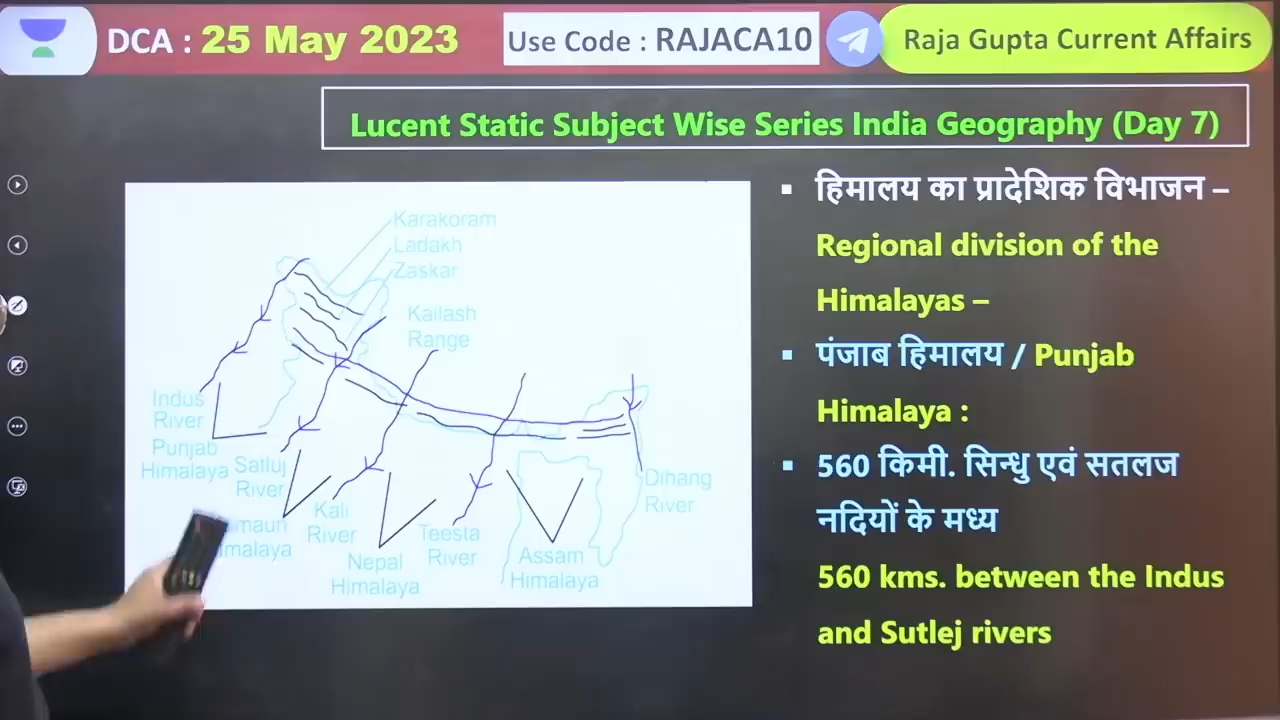 DCA : 25 May 2023
Use Code : RAJACA10
Raja Gupta Current Affairs
Lucent Static Subject Wise Series India Geography (Day 7)
Karakoram
Ladakh
Zaskar
Kailash
Range
Indus
River
Punjab
Himalaya
Satluj
River
Kali
River
Nepal
Himalaya
Teesta
River
Assam
Himalaya
Dihang
River
▪ हिमालय का प्रादेशिक विभाजन –
Regional division of the
Himalayas –
▪ पंजाब हिमालय / Punjab
Himalaya :
▪ 560 किमी. सिन्धु एवं सतलज
नदियों के मध्य
560 kms. between the Indus
and Sutlej rivers